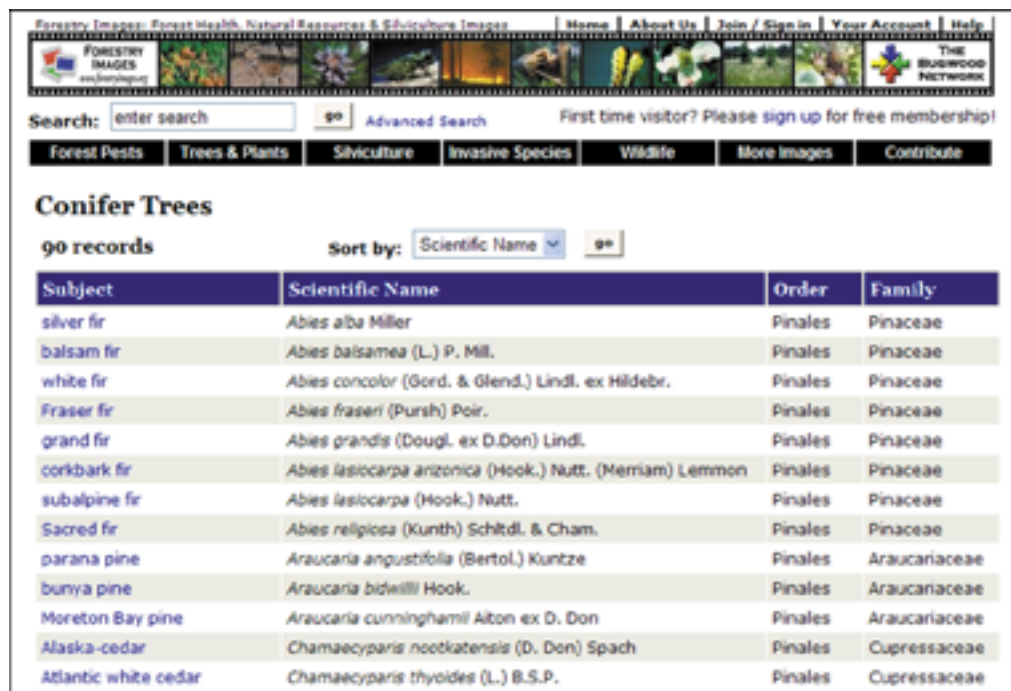 Forestry Images: Forest Health, Natural Resources & Silviculture Images | Home | About Us | Join / Sign in | Your Account | Help |
FORESTRY IMAGES
www.forestryimages.org
THE BUGWOOD NETWORK
Search: enter search go Advanced Search First time visitor? Please sign up for free membership!
Forest Pests Trees & Plants Silviculture Invasive Species Wildlife More Images Contribute
Conifer Trees
90 records Sort by: Scientific Name go
Subject Scientific Name Order Family
silver fir Abies alba Miller Pinales Pinaceae
balsam fir Abies balsamea (L.) P. Mill. Pinales Pinaceae
white fir Abies concolor (Gord. & Glend.) Lindl. ex Hildebr. Pinales Pinaceae
Fraser fir Abies fraseri (Pursh) Poir. Pinales Pinaceae
grand fir Abies grandis (Dougl. ex D.Don) Lindl. Pinales Pinaceae
corkbark fir Abies lasiocarpa arizonica (Hook.) Nutt. (Merriam) Lemmon Pinales Pinaceae
subalpine fir Abies lasiocarpa (Hook.) Nutt. Pinales Pinaceae
Sacred fir Abies religiosa (Kunth) Schltdl. & Cham. Pinales Pinaceae
parana pine Araucaria angustifolia (Bertol.) Kuntze Pinales Araucariaceae
bunya pine Araucaria bidwillii Hook. Pinales Araucariaceae
Moreton Bay pine Araucaria cunninghamii Aiton ex D. Don Pinales Araucariaceae
Alaska-cedar Chamaecyparis nootkatensis (D. Don) Spach Pinales Cupressaceae
Atlantic white cedar Chamaecyparis thyoides (L.) B.S.P. Pinales Cupressaceae